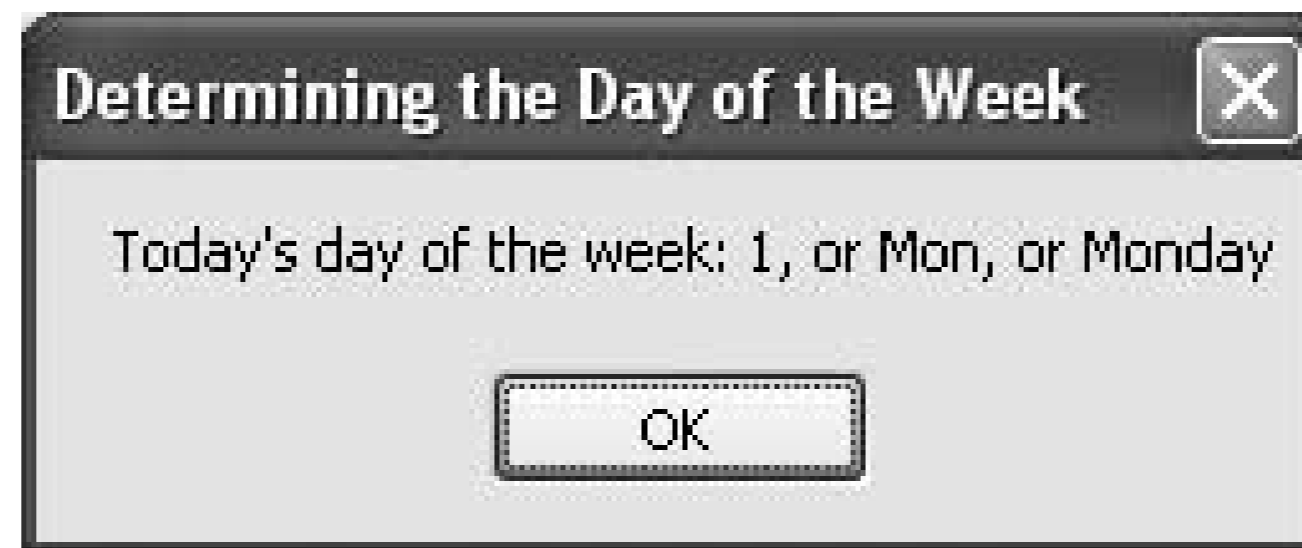 Determining the Day of the Week
Today's day of the week: 1, or Mon, or Monday
OK